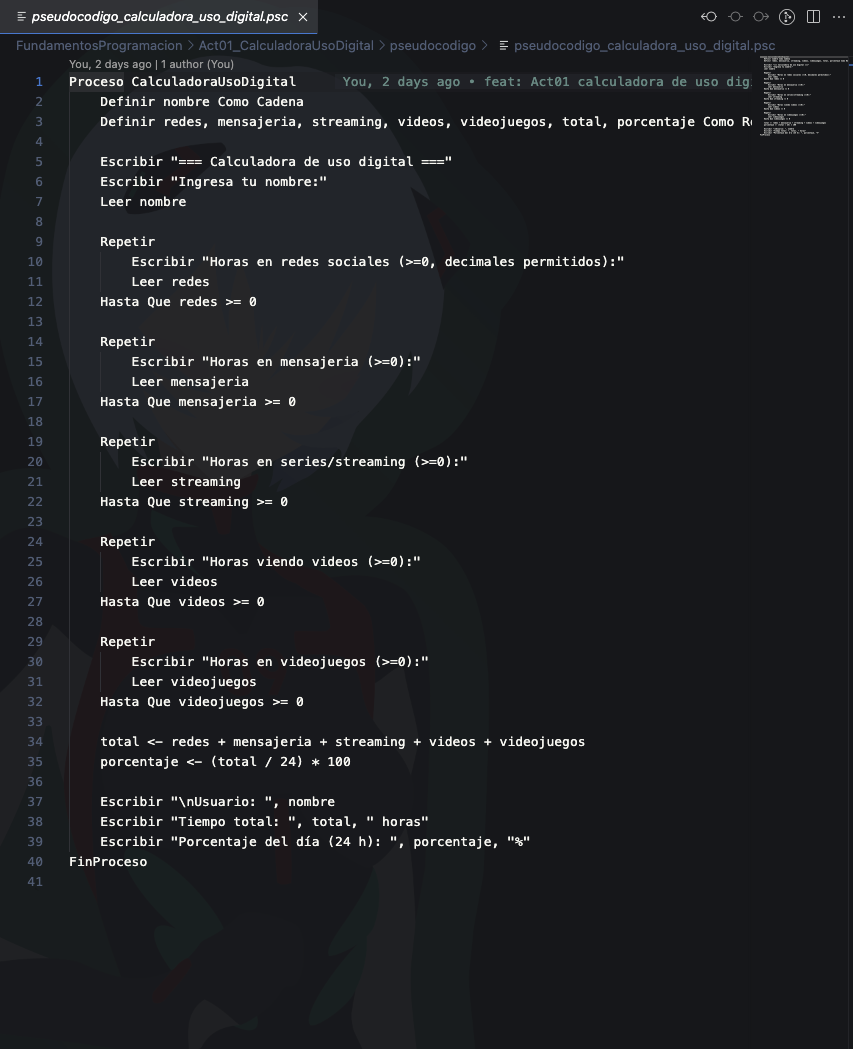 pseudocodigo_calculadora_uso_digital.psc
FundamentosProgramacion > Act01_CalculadoraUsoDigital > pseudocodigo > pseudocodigo_calculadora_uso_digital.psc
You, 2 days ago | 1 author (You)
1 Proceso CalculadoraUsoDigital You, 2 days ago • feat: Act01 calculadora de uso dig
2 Definir nombre Como Cadena
3 Definir redes, mensajeria, streaming, videos, videojuegos, total, porcentaje Como R
4
5 Escribir "=== Calculadora de uso digital ==="
6 Escribir "Ingresa tu nombre:"
7 Leer nombre
8
9 Repetir
10 Escribir "Horas en redes sociales (>=0, decimales permitidos):"
11 Leer redes
12 Hasta Que redes >= 0
13
14 Repetir
15 Escribir "Horas en mensajeria (>=0):"
16 Leer mensajeria
17 Hasta Que mensajeria >= 0
18
19 Repetir
20 Escribir "Horas en series/streaming (>=0):"
21 Leer streaming
22 Hasta Que streaming >= 0
23
24 Repetir
25 Escribir "Horas viendo videos (>=0):"
26 Leer videos
27 Hasta Que videos >= 0
28
29 Repetir
30 Escribir "Horas en videojuegos (>=0):"
31 Leer videojuegos
32 Hasta Que videojuegos >= 0
33
34 total <- redes + mensajeria + streaming + videos + videojuegos
35 porcentaje <- (total / 24) * 100
36
37 Escribir "\nUsuario: ", nombre
38 Escribir "Tiempo total: ", total, " horas"
39 Escribir "Porcentaje del día (24 h): ", porcentaje, "%"
40 FinProceso
41